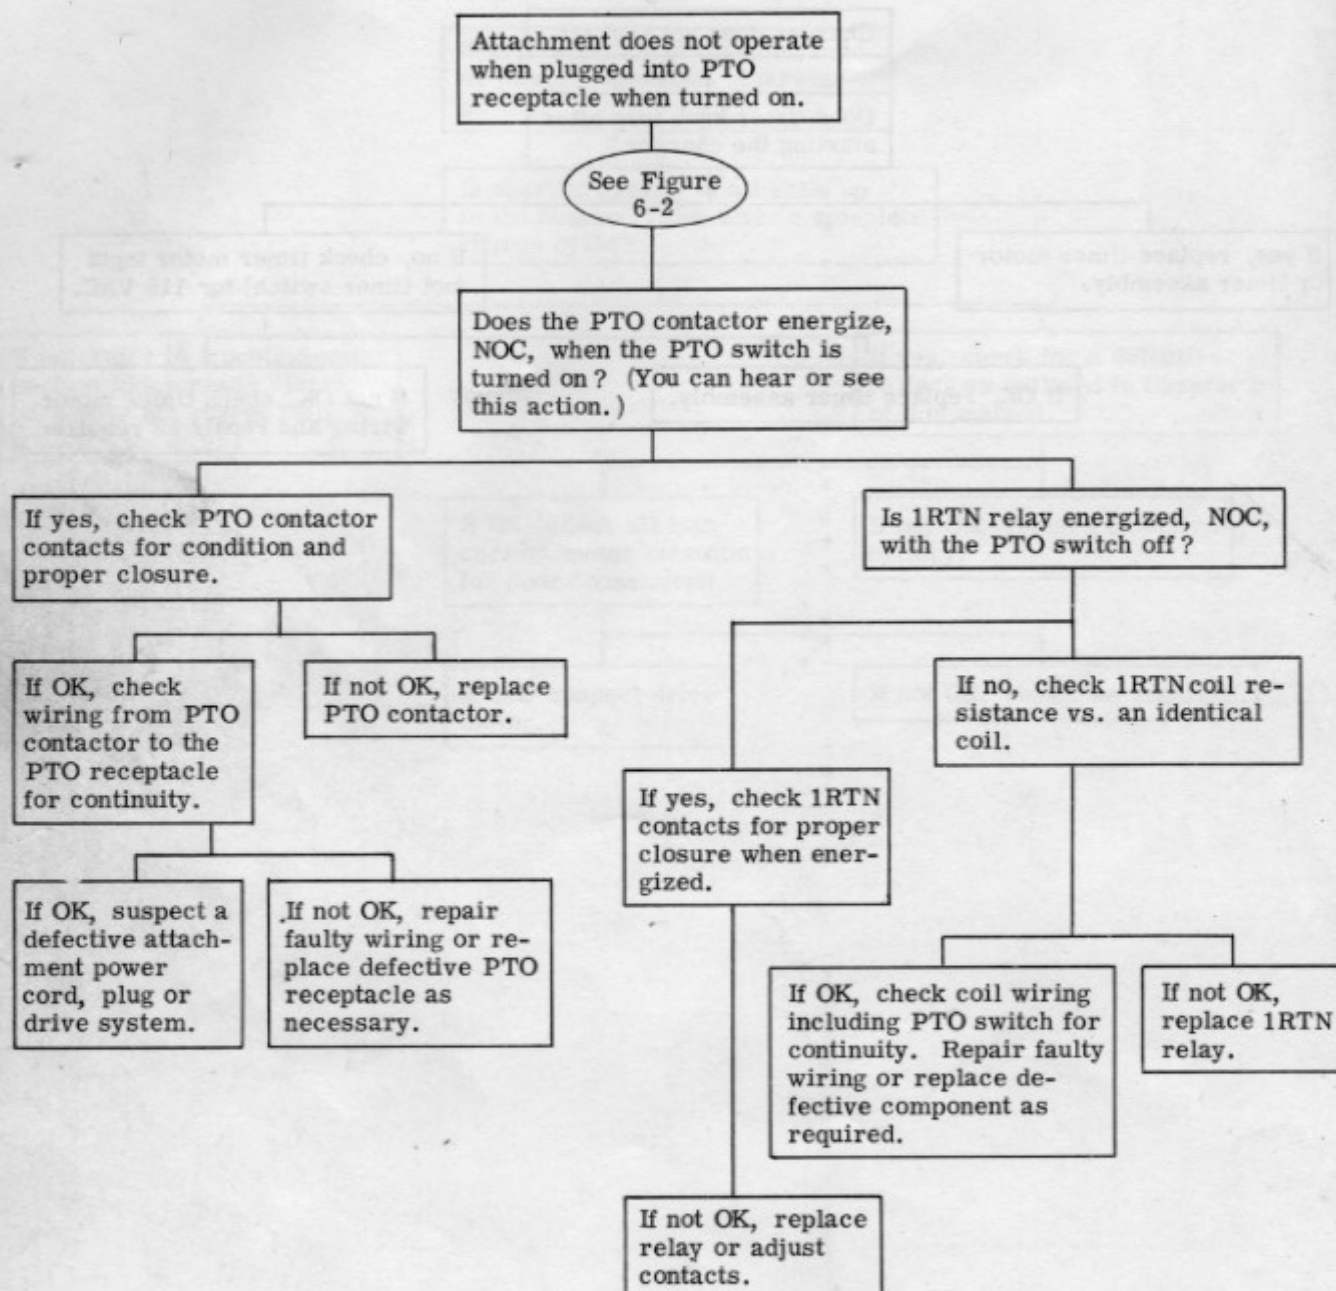 Attachment does not operate
when plugged into PTO
receptacle when turned on.
See Figure
6-2
Does the PTO contactor energize,
NOC, when the PTO switch is
turned on? (You can hear or see
this action.)
If yes, check PTO contactor
contacts for condition and
proper closure.
Is 1RTN relay energized, NOC,
with the PTO switch off?
If OK, check
wiring from PTO
contactor to the
PTO receptacle
for continuity.
If not OK, replace
PTO contactor.
If no, check 1RTN coil re-
sistance vs. an identical
coil.
If yes, check 1RTN
contacts for proper
closure when ener-
gized.
If OK, suspect a
defective attach-
ment power
cord, plug or
drive system.
If not OK, repair
faulty wiring or re-
place defective PTO
receptacle as
necessary.
If OK, check coil wiring
including PTO switch for
continuity. Repair faulty
wiring or replace de-
fective component as
required.
If not OK,
replace 1RTN
relay.
If not OK, replace
relay or adjust
contacts.